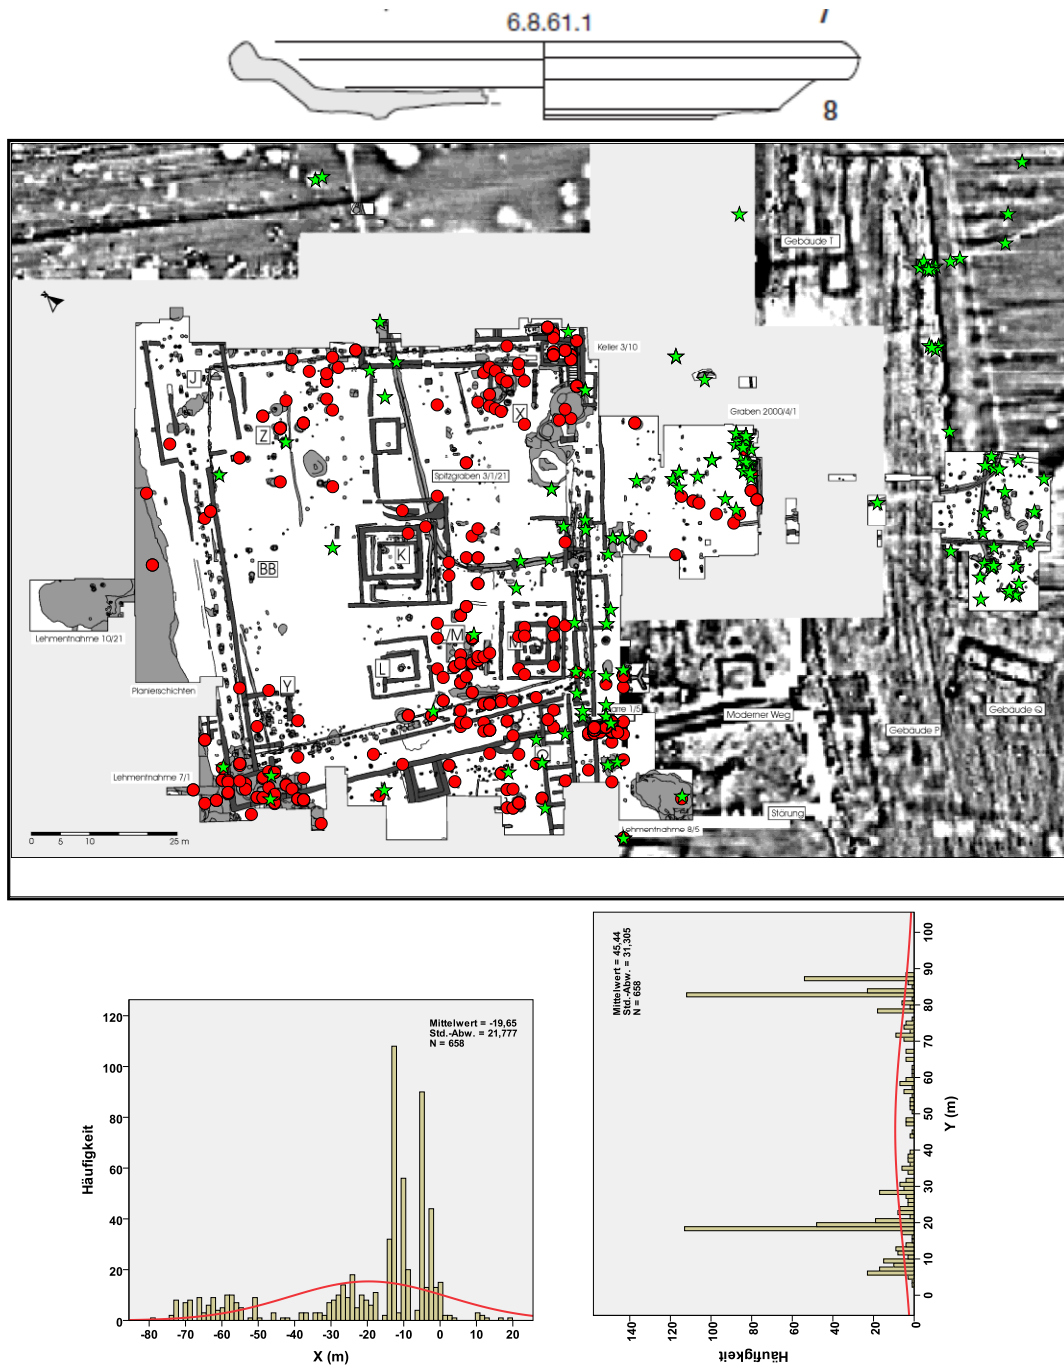 6.8.61.1
7
8
Gebäude T
Keller 3/10
J
X
Graben 2000/4/1
Z
Spitzgraben 3/1/21
K
BB
Lehmentnahme 10/21
/M
M
L
Planierschichten
Y
Gebäude Q
Moderner Weg
Gebäude P
Lehmentnahme 7/1
Störung
0 5 10 25 m
Lehmentnahme 8/5
Häufigkeit
120
100
80
60
40
20
0
-80 -70 -60 -50 -40 -30 -20 -10 0 10 20
X (m)
Mittelwert = -19,65
Std.-Abw. = 21,777
N = 658
Mittelwert = 45,44
Std.-Abw. = 31,305
N = 658
100
90
80
70
60
50
40
30
20
10
0
Y (m)
140 120 100 80 60 40 20 0
Häufigkeit